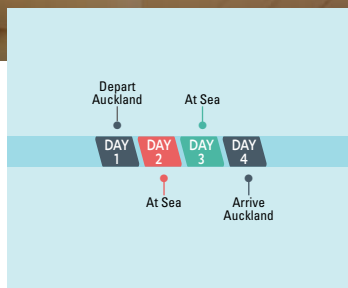 Depart
Auckland
At Sea
DAY
1
DAY
2
DAY
3
DAY
4
At Sea
Arrive
Auckland